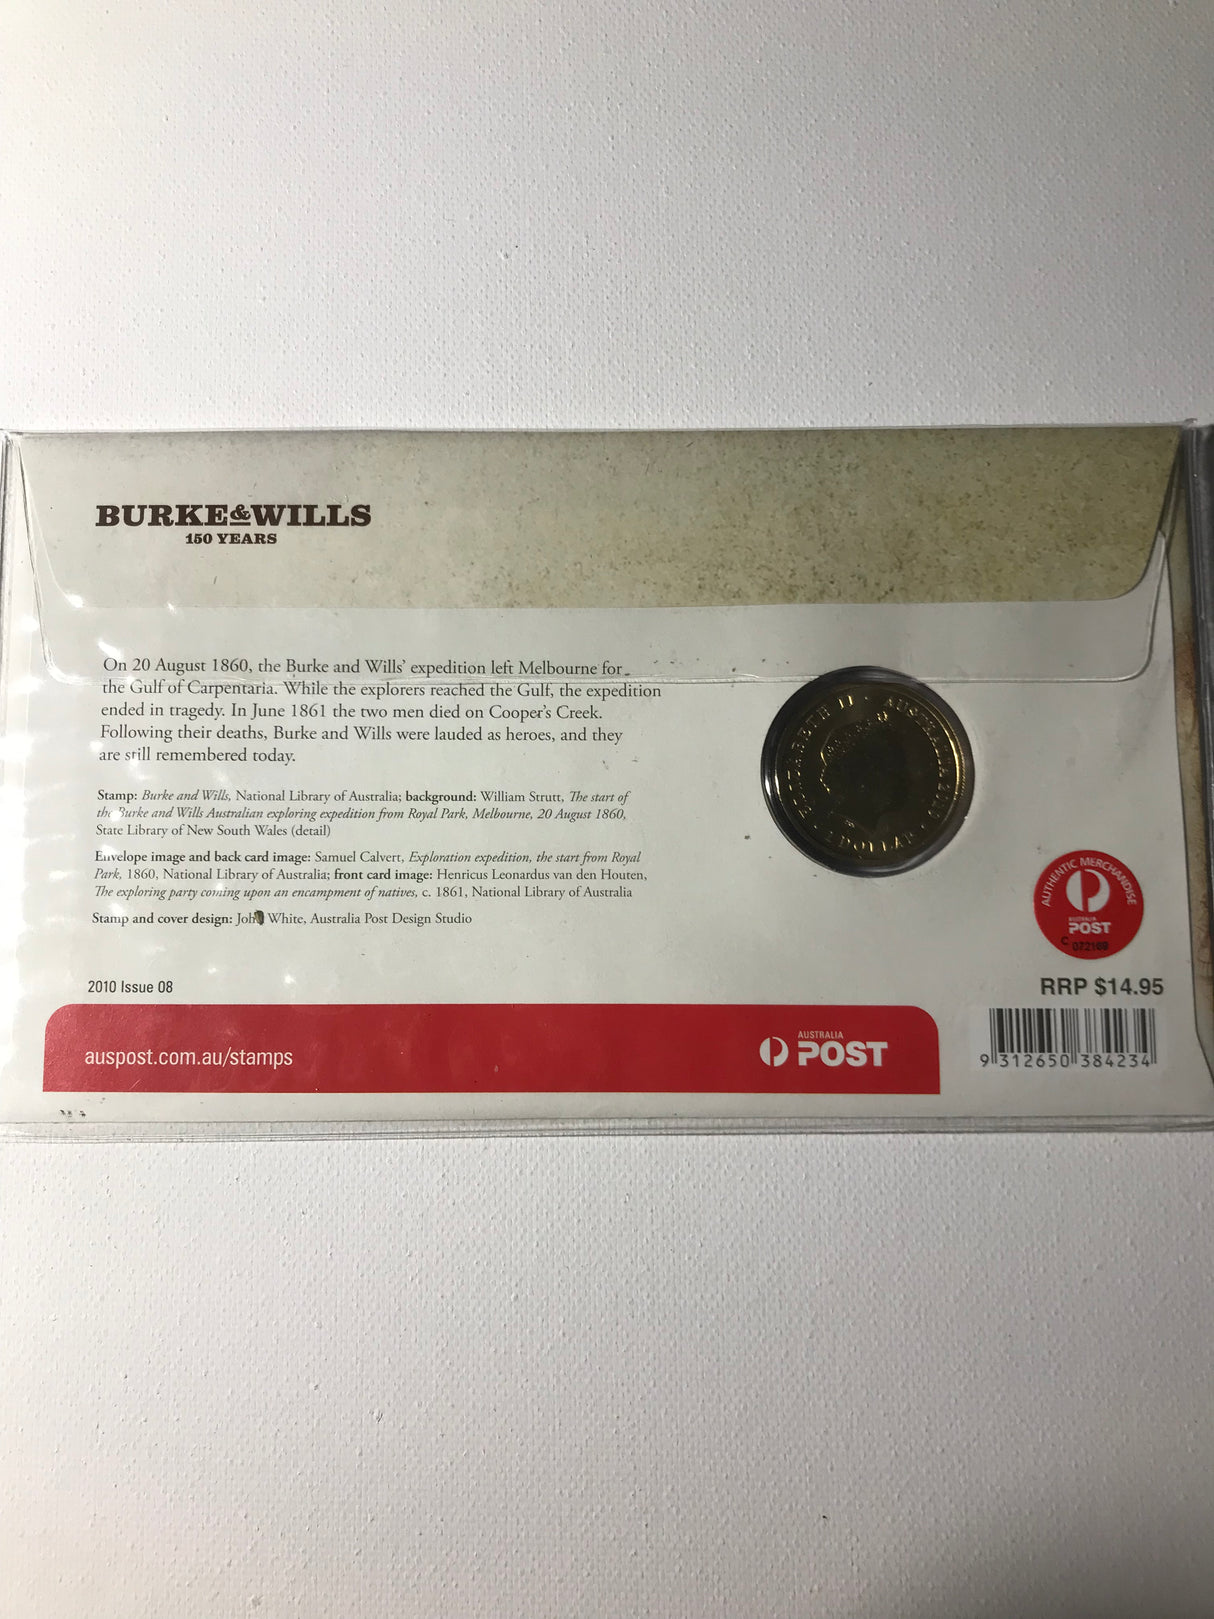 BURKE&WILLS
150 YEARS
On 20 August 1860, the Burke and Wills' expedition left Melbourne for
the Gulf of Carpentaria. While the explorers reached the Gulf, the expedition
ended in tragedy. In June 1861 the two men died on Cooper's Creek.
Following their deaths, Burke and Wills were lauded as heroes, and they
are still remembered today.
Stamp: Burke and Wills, National Library of Australia; background: William Strutt, The start of
the Burke and Wills Australian exploring expedition from Royal Park, Melbourne, 20 August 1860,
State Library of New South Wales (detail)
Envelope image and back card image: Samuel Calvert, Exploration expedition, the start from Royal
Park, 1860, National Library of Australia; front card image: Henricus Leonardus van den Houten,
The exploring party coming upon an encampment of natives, c. 1861, National Library of Australia
Stamp and cover design: John White, Australia Post Design Studio
2010 Issue 08
auspost.com.au/stamps
AUSTRALIA
POST
ELIZABETH II · AUSTRALIA 2010
1 DOLLAR
AUTHENTIC MERCHANDISE
AUSTRALIA
POST
C 072169
RRP $14.95
9 312650 384234